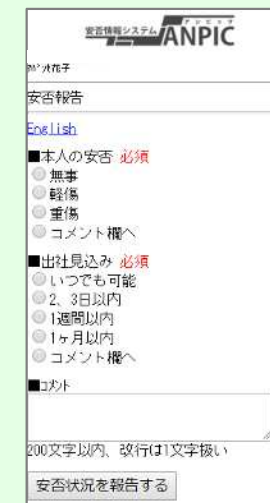 安否情報システム ANPIC
アンピック
安否報告
English
■本人の安否 必須
無事
軽傷
重傷
コメント欄へ
■出社見込み 必須
いつでも可能
2、3日以内
1週間以内
1ヶ月以内
コメント欄へ
■コメント
200文字以内、改行は1文字扱い
安否状況を報告する